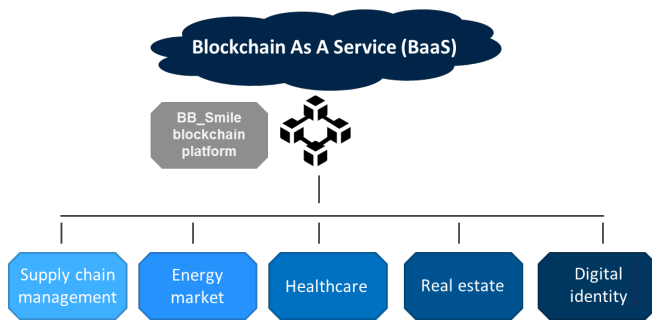 Blockchain As A Service (BaaS)
BB_Smile
blockchain
platform
Supply chain
management
Energy
market
Healthcare
Real estate
Digital
identity